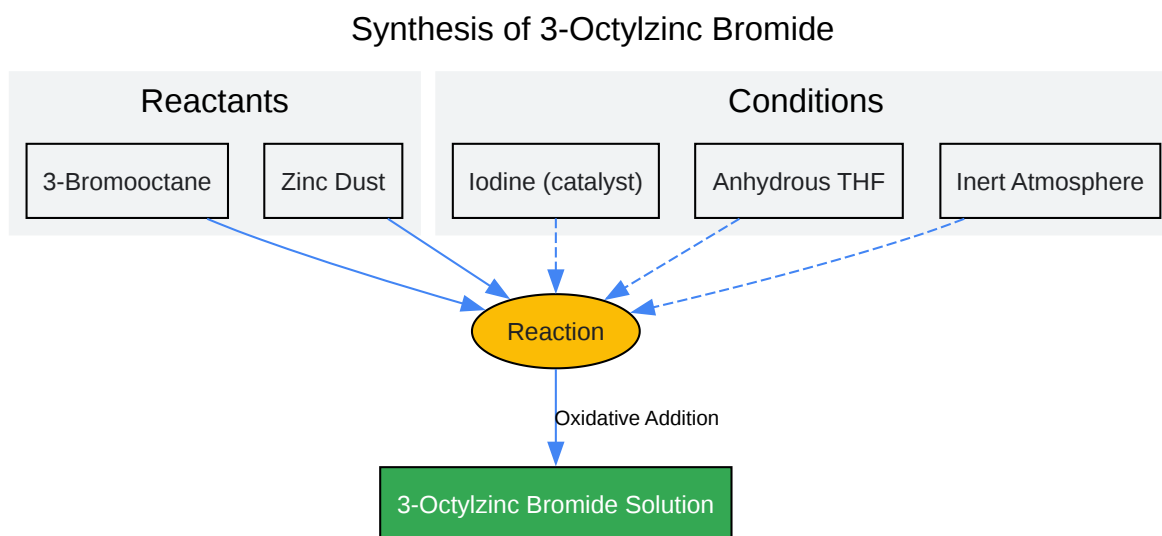 Synthesis of 3-Octylzinc Bromide
Reactants
Conditions
3-Bromooctane
Zinc Dust
Iodine (catalyst)
Anhydrous THF
Inert Atmosphere
Reaction
Oxidative Addition
3-Octylzinc Bromide Solution